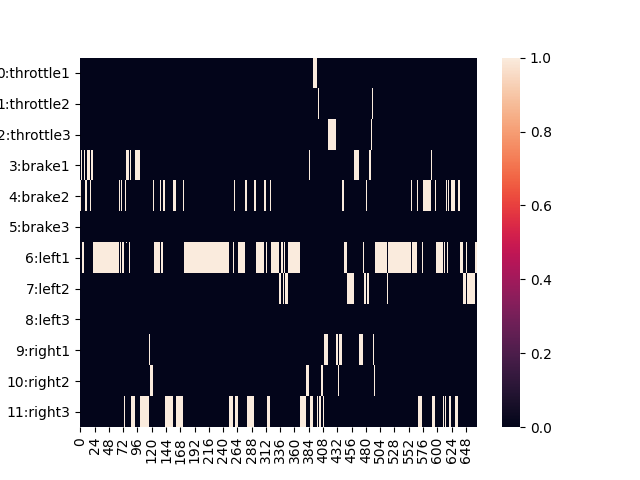 0:throttle1
1:throttle2
2:throttle3
3:brake1
4:brake2
5:brake3
6:left1
7:left2
8:left3
9:right1
10:right2
11:right3
0 24 48 72 96 120 144 168 192 216 240 264 288 312 336 360 384 408 432 456 480 504 528 552 576 600 624 648
1.0
0.8
0.6
0.4
0.2
0.0